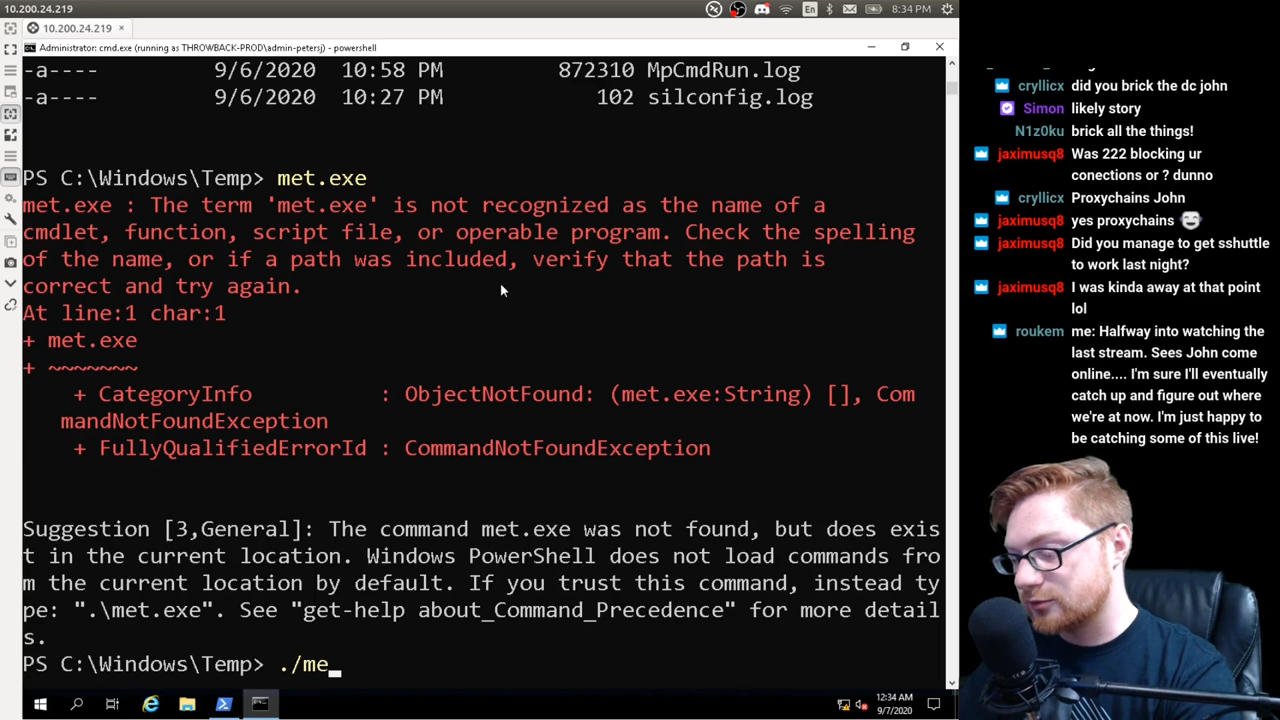 10.200.24.219
En
8:34 PM
10.200.24.219
Administrator: cmd.exe (running as THROWBACK-PROD\admin-petersj) - powershell
-a---- 9/6/2020 10:58 PM 872310 MpCmdRun.log
-a---- 9/6/2020 10:27 PM 102 silconfig.log
PS C:\Windows\Temp> met.exe
met.exe : The term 'met.exe' is not recognized as the name of a
cmdlet, function, script file, or operable program. Check the spelling
of the name, or if a path was included, verify that the path is
correct and try again.
At line:1 char:1
+ met.exe
+ ~~~~~~~
+ CategoryInfo : ObjectNotFound: (met.exe:String) [], Com
mandNotFoundException
+ FullyQualifiedErrorId : CommandNotFoundException
Suggestion [3,General]: The command met.exe was not found, but does exis
t in the current location. Windows PowerShell does not load commands fro
m the current location by default. If you trust this command, instead ty
pe: ".\met.exe". See "get-help about_Command_Precedence" for more detail
s.
PS C:\Windows\Temp> ./me_
12:34 AM
9/7/2020
cryllicx did you brick the dc john
Simon likely story
N1z0ku brick all the things!
jaximusq8 Was 222 blocking ur
conections or ? dunno
cryllicx Proxychains John
jaximusq8 yes proxychains
jaximusq8 Did you manage to get sshuttle
to work last night?
jaximusq8 I was kinda away at that point
lol
roukem me: Halfway into watching the
last stream. Sees John come
online.... I'm sure I'll eventually
catch up and figure out where
we're at now. I'm just happy to
be catching some of this live!